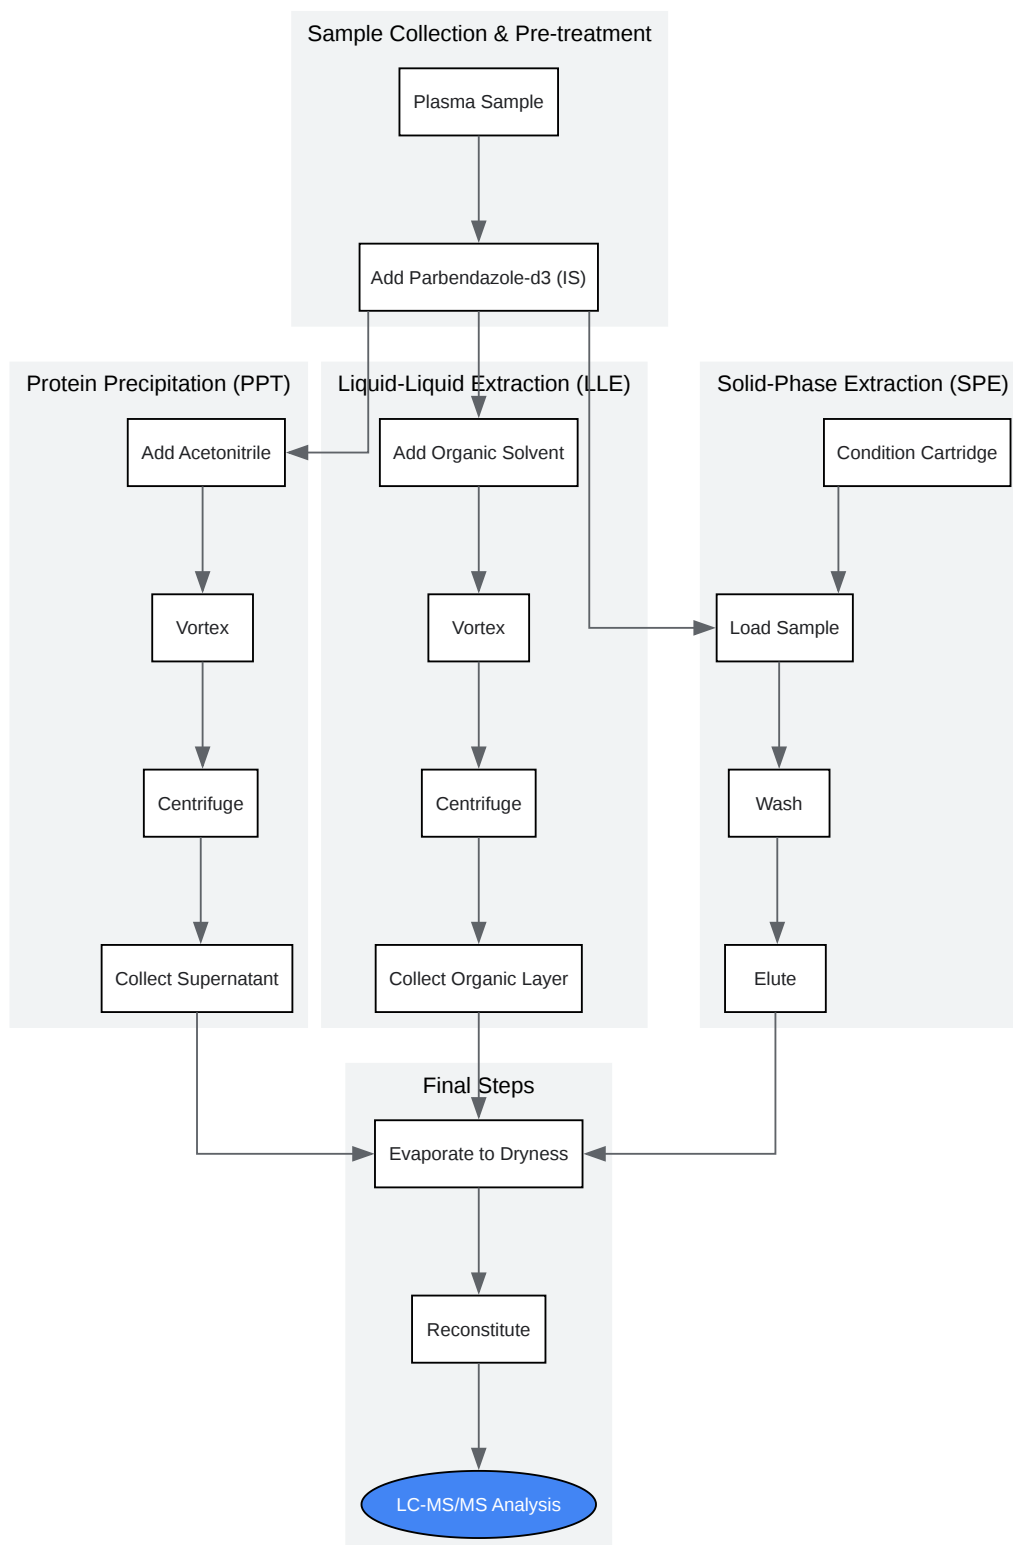 Sample Collection & Pre-treatment
Plasma Sample
Add Parbendazole-d3 (IS)
Protein Precipitation (PPT)
Add Acetonitrile
Vortex
Centrifuge
Collect Supernatant
Liquid-Liquid Extraction (LLE)
Add Organic Solvent
Vortex
Centrifuge
Collect Organic Layer
Solid-Phase Extraction (SPE)
Condition Cartridge
Load Sample
Wash
Elute
Final Steps
Evaporate to Dryness
Reconstitute
LC-MS/MS Analysis